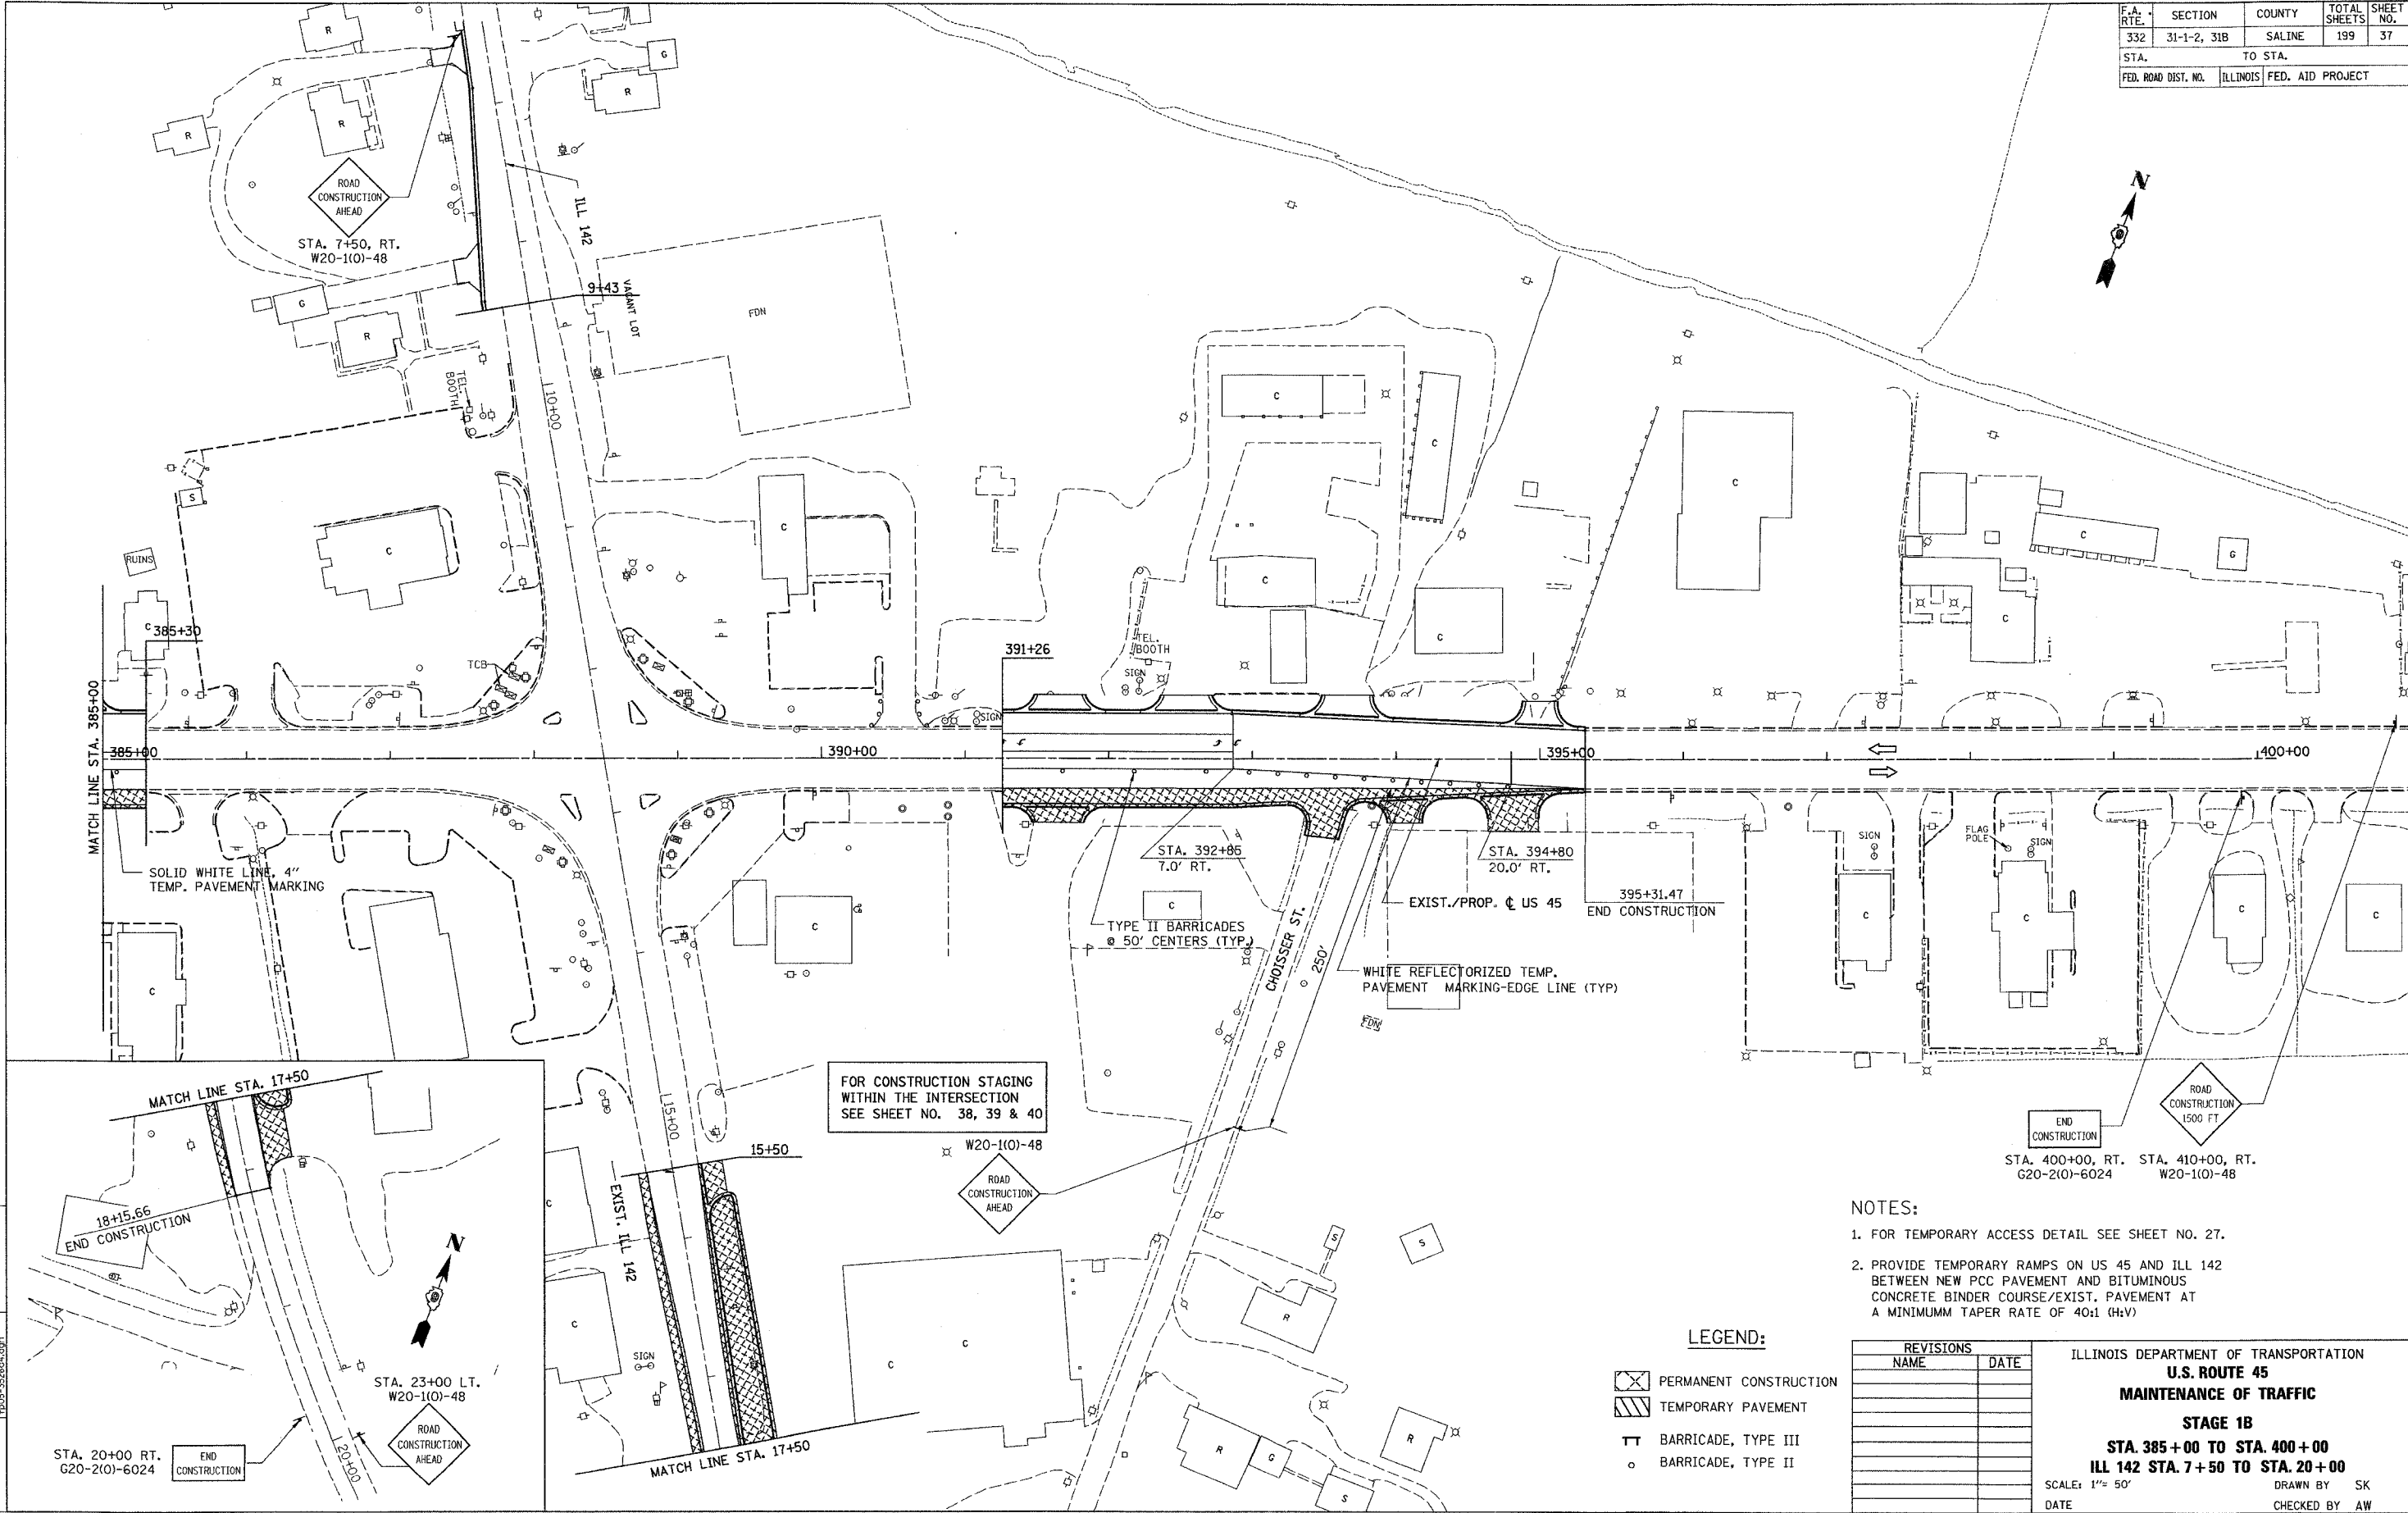 F.A. RTE. SECTION COUNTY TOTAL SHEETS SHEET NO.
332 31-1-2, 31B SALINE 199 37
STA. TO STA.
FED. ROAD DIST. NO. ILLINOIS FED. AID PROJECT
N
R
R
R
G
R
ROAD
CONSTRUCTION
AHEAD
STA. 7+50, RT.
W20-1(0)-48
ILL 142
9+43
VACANT LOT
FDN
G
R
TEL.
BOOTH
10+00
S
RUINS
C
C
C
C
C
C
C
C
C
C
G
385+30
TCB
391+26
TEL.
BOOTH
SIGN
SIGN
MATCH LINE STA. 385+00
385+00
390+00
395+00
400+00
SOLID WHITE LINE, 4"
TEMP. PAVEMENT MARKING
STA. 392+85
7.0' RT.
STA. 394+80
20.0' RT.
395+31.47
END CONSTRUCTION
EXIST./PROP. ℄ US 45
TYPE II BARRICADES
@ 50' CENTERS (TYP.)
CHOISSER ST.
250'
WHITE REFLECTORIZED TEMP.
PAVEMENT MARKING-EDGE LINE (TYP)
FDN
SIGN
FLAG
POLE
SIGN
C
C
C
C
C
C
C
FOR CONSTRUCTION STAGING
WITHIN THE INTERSECTION
SEE SHEET NO. 38, 39 & 40
W20-1(0)-48
ROAD
CONSTRUCTION
AHEAD
15+00
15+50
EXIST. ILL 142
C
C
C
C
SIGN
MATCH LINE STA. 17+50
S
S
R
R
G
R
S
END
CONSTRUCTION
STA. 400+00, RT.
G20-2(0)-6024
ROAD
CONSTRUCTION
1500 FT
STA. 410+00, RT.
W20-1(0)-48
MATCH LINE STA. 17+50
18+15.66
END CONSTRUCTION
N
STA. 23+00 LT.
W20-1(0)-48
ROAD
CONSTRUCTION
AHEAD
STA. 20+00 RT.
G20-2(0)-6024
END
CONSTRUCTION
20+00
NOTES:
1. FOR TEMPORARY ACCESS DETAIL SEE SHEET NO. 27.
2. PROVIDE TEMPORARY RAMPS ON US 45 AND ILL 142
BETWEEN NEW PCC PAVEMENT AND BITUMINOUS
CONCRETE BINDER COURSE/EXIST. PAVEMENT AT
A MINIMUMM TAPER RATE OF 40:1 (H:V)
LEGEND:
PERMANENT CONSTRUCTION
TEMPORARY PAVEMENT
BARRICADE, TYPE III
BARRICADE, TYPE II
REVISIONS
NAME DATE
ILLINOIS DEPARTMENT OF TRANSPORTATION
U.S. ROUTE 45
MAINTENANCE OF TRAFFIC
STAGE 1B
STA. 385+00 TO STA. 400+00
ILL 142 STA. 7+50 TO STA. 20+00
SCALE: 1"= 50' DRAWN BY SK
DATE CHECKED BY AW